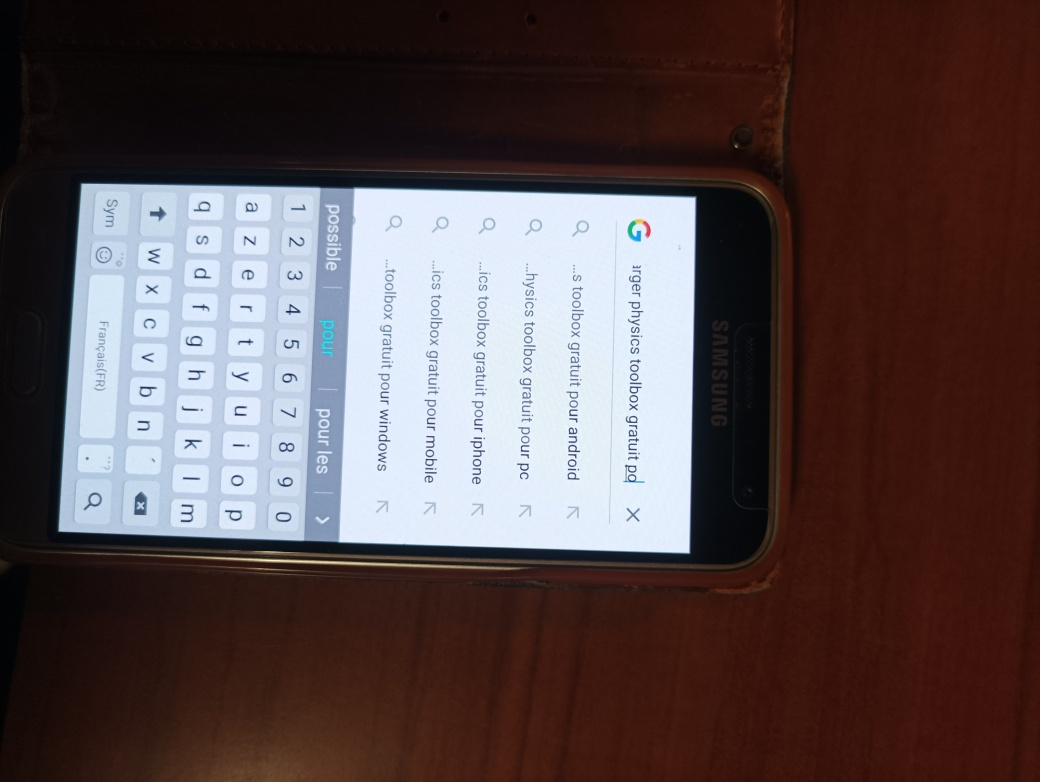 SAMSUNG
arger physics toolbox gratuit po
...s toolbox gratuit pour android
...hysics toolbox gratuit pour pc
...ics toolbox gratuit pour iphone
...ics toolbox gratuit pour mobile
...toolbox gratuit pour windows
possible pour pour les
1 2 3 4 5 6 7 8 9 0
a z e r t y u i o p
q s d f g h j k l m
w x c v b n '
Sym Français(FR) .